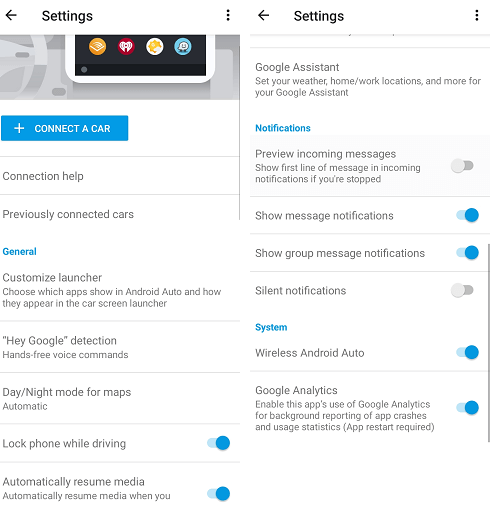 Settings
CONNECT A CAR
Connection help
Previously connected cars
General
Customize launcher
Choose which apps show in Android Auto and how
they appear in the car screen launcher
“Hey Google” detection
Hands-free voice commands
Day/Night mode for maps
Automatic
Lock phone while driving
Automatically resume media
Automatically resume media when you
Settings
Google Assistant
Set your weather, home/work locations, and more for
your Google Assistant
Notifications
Preview incoming messages
Show first line of message in incoming
notifications if you're stopped
Show message notifications
Show group message notifications
Silent notifications
System
Wireless Android Auto
Google Analytics
Enable this app's use of Google Analytics
for background reporting of app crashes
and usage statistics (App restart required)